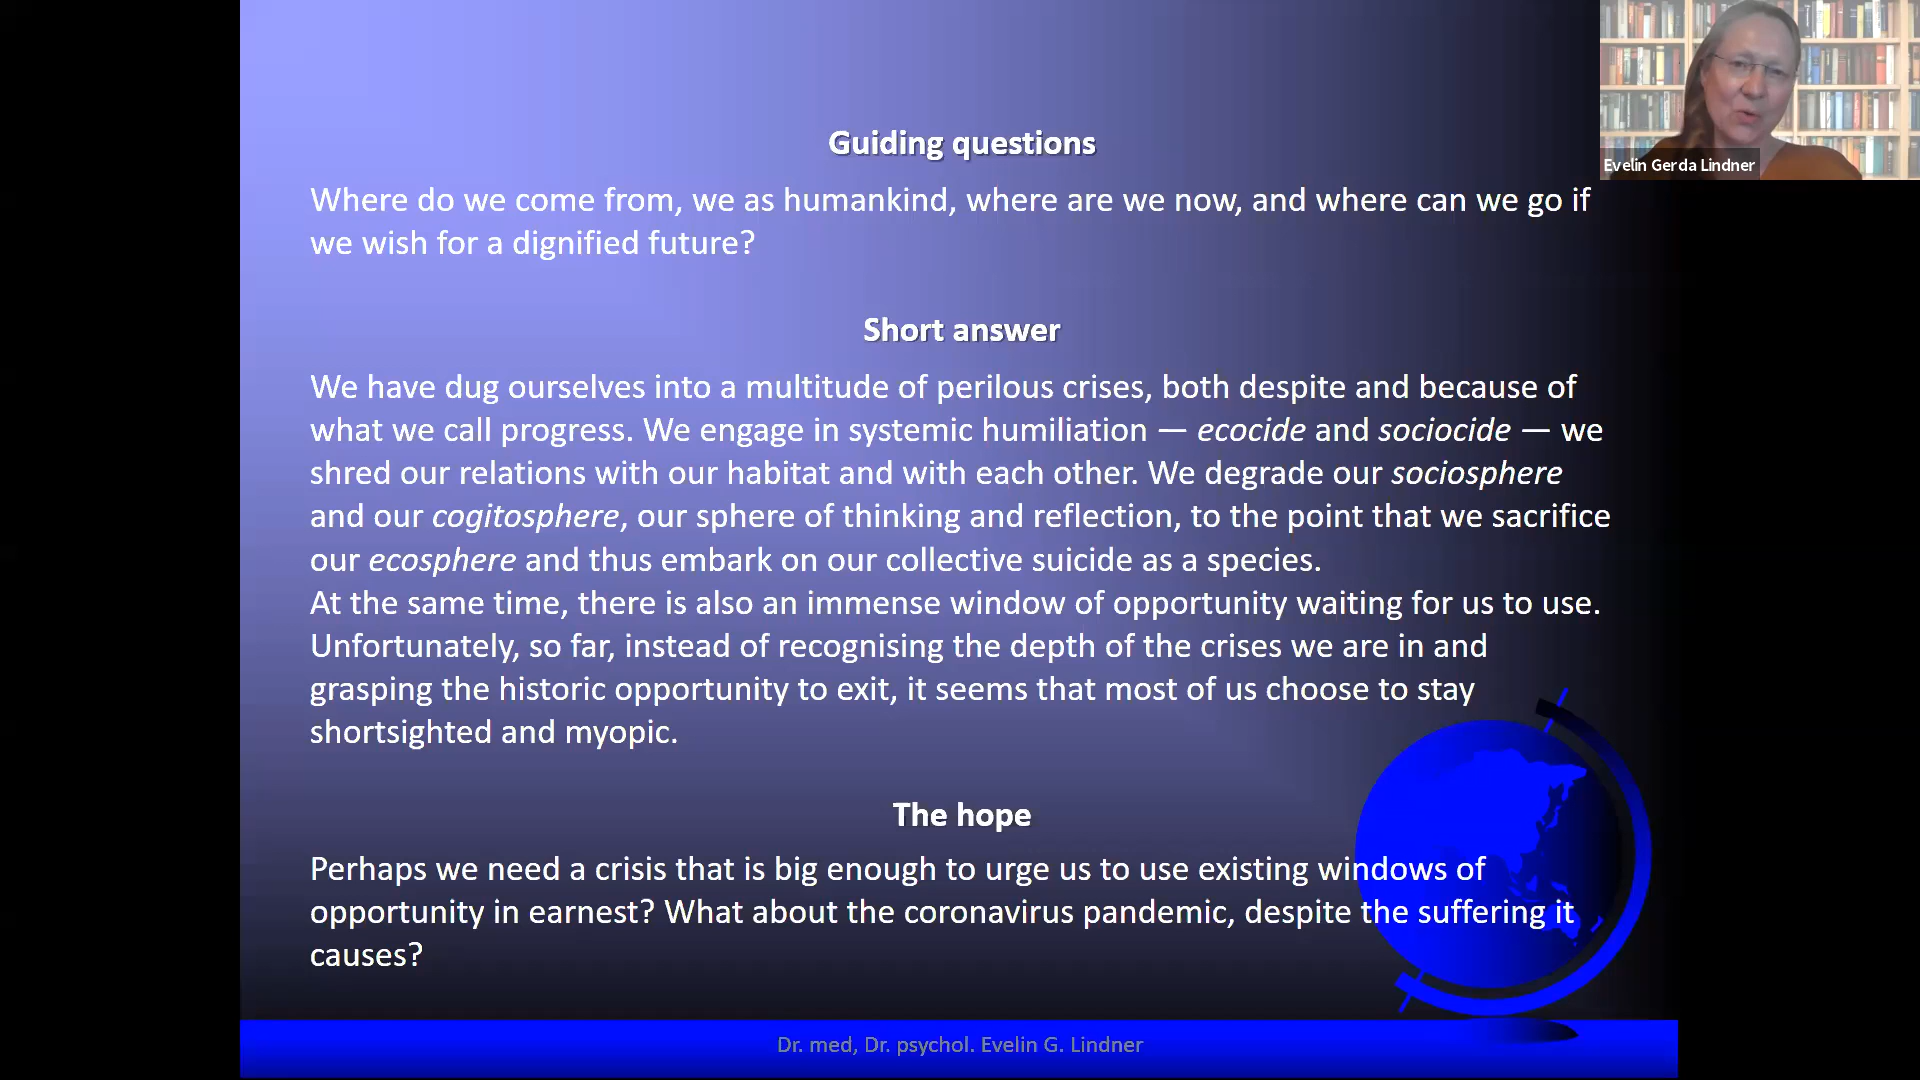 Guiding questions
Where do we come from, we as humankind, where are we now, and where can we go if
we wish for a dignified future?
Short answer
We have dug ourselves into a multitude of perilous crises, both despite and because of
what we call progress. We engage in systemic humiliation — ecocide and sociocide — we
shred our relations with our habitat and with each other. We degrade our sociosphere
and our cogitosphere, our sphere of thinking and reflection, to the point that we sacrifice
our ecosphere and thus embark on our collective suicide as a species.
At the same time, there is also an immense window of opportunity waiting for us to use.
Unfortunately, so far, instead of recognising the depth of the crises we are in and
grasping the historic opportunity to exit, it seems that most of us choose to stay
shortsighted and myopic.
The hope
Perhaps we need a crisis that is big enough to urge us to use existing windows of
opportunity in earnest? What about the coronavirus pandemic, despite the suffering it
causes?
Dr. med, Dr. psychol. Evelin G. Lindner
Evelin Gerda Lindner